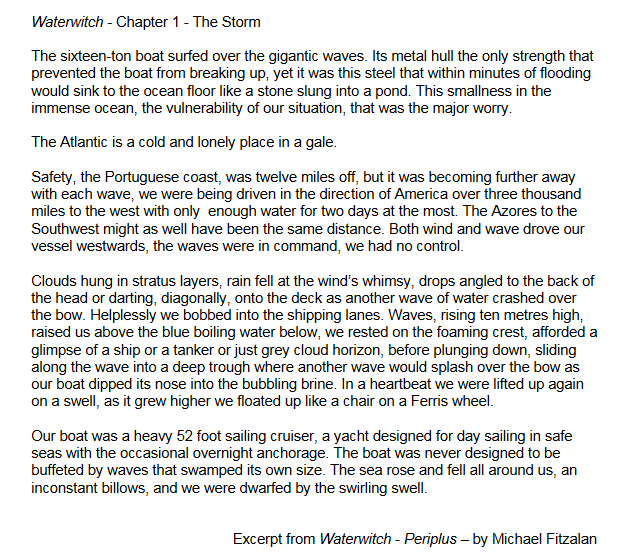 Waterwitch - Chapter 1 - The Storm
The sixteen-ton boat surfed over the gigantic waves. Its metal hull the only strength that
prevented the boat from breaking up, yet it was this steel that within minutes of flooding
would sink to the ocean floor like a stone slung into a pond. This smallness in the
immense ocean, the vulnerability of our situation, that was the major worry.
The Atlantic is a cold and lonely place in a gale.
Safety, the Portuguese coast, was twelve miles off, but it was becoming further away
with each wave, we were being driven in the direction of America over three thousand
miles to the west with only  enough water for two days at the most. The Azores to the
Southwest might as well have been the same distance. Both wind and wave drove our
vessel westwards, the waves were in command, we had no control.
Clouds hung in stratus layers, rain fell at the wind's whimsy, drops angled to the back of
the head or darting, diagonally, onto the deck as another wave of water crashed over
the bow. Helplessly we bobbed into the shipping lanes. Waves, rising ten metres high,
raised us above the blue boiling water below, we rested on the foaming crest, afforded a
glimpse of a ship or a tanker or just grey cloud horizon, before plunging down, sliding
along the wave into a deep trough where another wave would splash over the bow as
our boat dipped its nose into the bubbling brine. In a heartbeat we were lifted up again
on a swell, as it grew higher we floated up like a chair on a Ferris wheel.
Our boat was a heavy 52 foot sailing cruiser, a yacht designed for day sailing in safe
seas with the occasional overnight anchorage. The boat was never designed to be
buffeted by waves that swamped its own size. The sea rose and fell all around us, an
inconstant billows, and we were dwarfed by the swirling swell.
Excerpt from Waterwitch - Periplus – by Michael Fitzalan